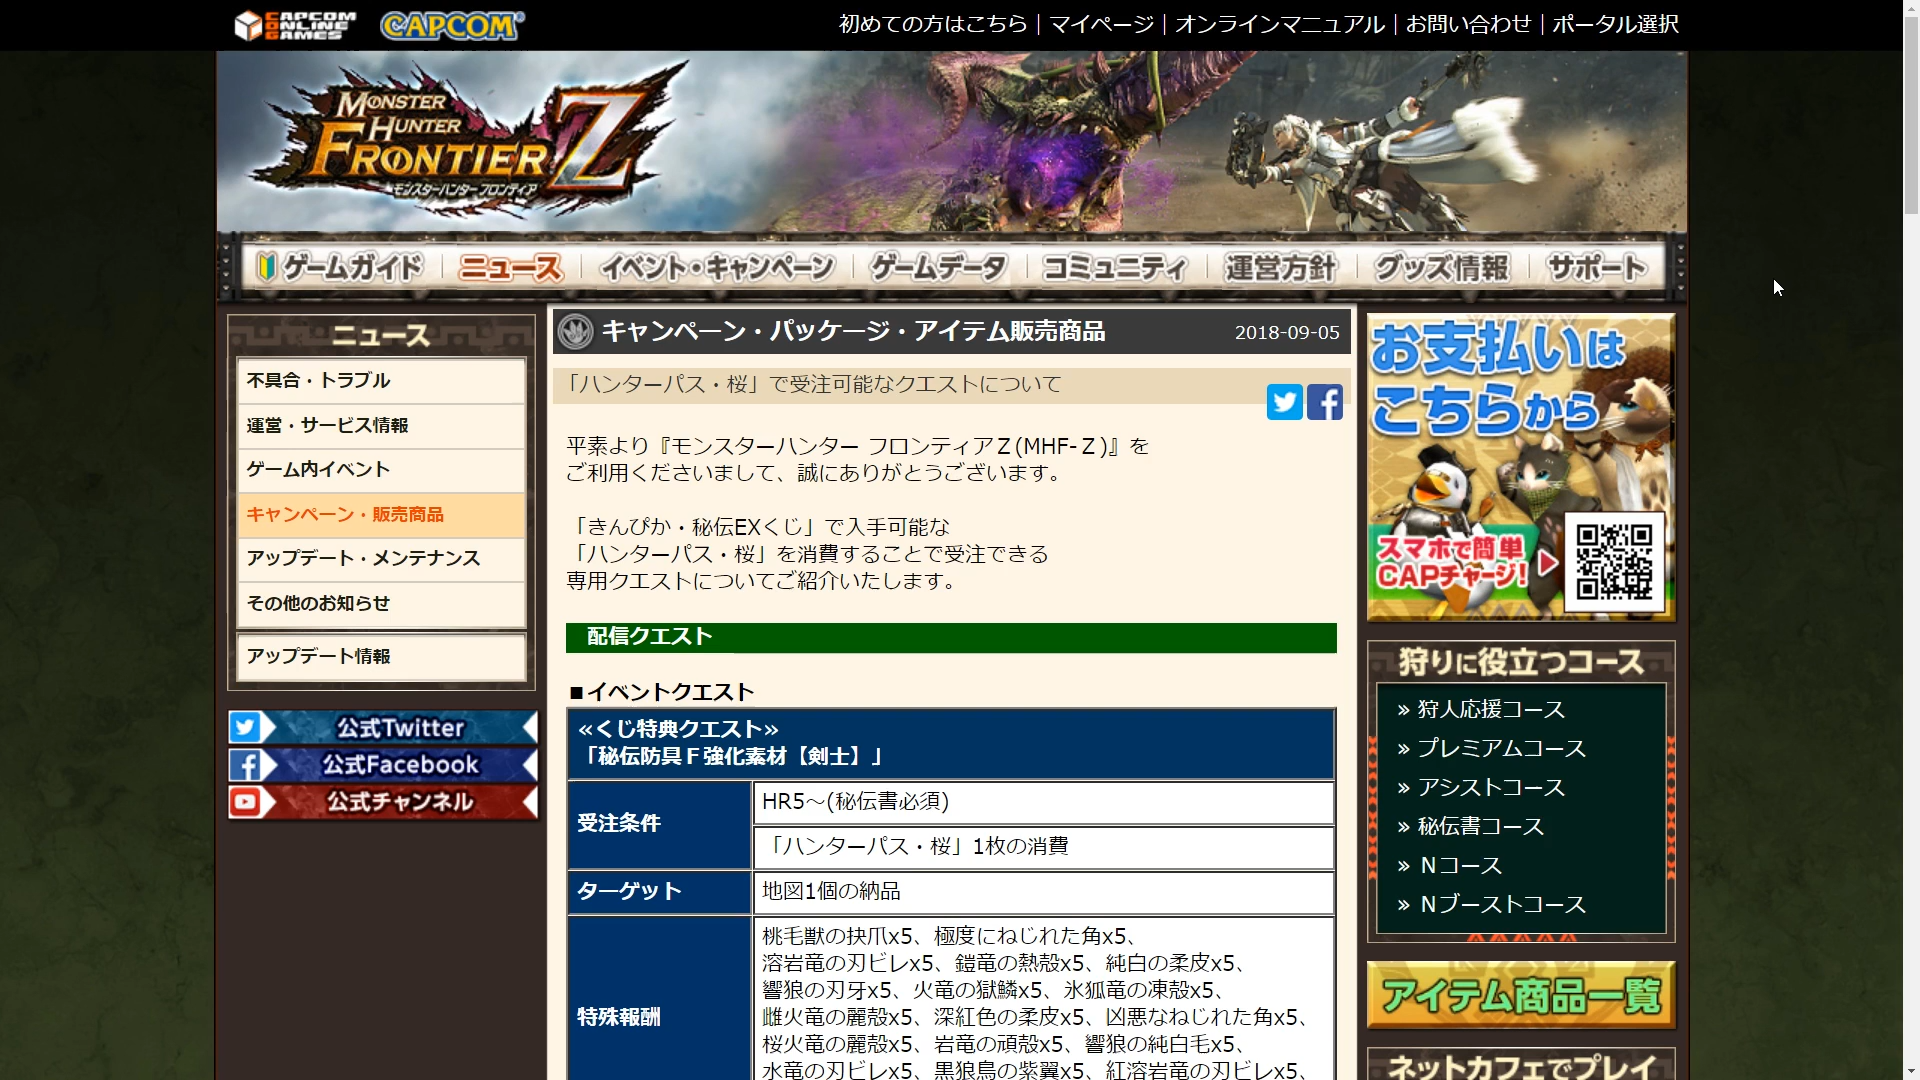 CAPCOM ONLINE GAMES
CAPCOM
初めての方はこちら｜マイページ｜オンラインマニュアル｜お問い合わせ｜ポータル選択
MONSTER HUNTER FRONTIER Z
モンスターハンター フロンティア
ゲームガイド
ニュース
イベント・キャンペーン
ゲームデータ
コミュニティ
運営方針
グッズ情報
サポート
ニュース
不具合・トラブル
運営・サービス情報
ゲーム内イベント
キャンペーン・販売商品
アップデート・メンテナンス
その他のお知らせ
アップデート情報
公式Twitter
公式Facebook
公式チャンネル
キャンペーン・パッケージ・アイテム販売商品 2018-09-05
「ハンターパス・桜」で受注可能なクエストについて
平素より『モンスターハンター フロンティアＺ(MHF-Ｚ)』を
ご利用くださいまして、誠にありがとうございます。
「きんぴか・秘伝EXくじ」で入手可能な
「ハンターパス・桜」を消費することで受注できる
専用クエストについてご紹介いたします。
配信クエスト
■イベントクエスト
≪くじ特典クエスト≫
「秘伝防具Ｆ強化素材【剣士】」
受注条件
HR5～(秘伝書必須)
「ハンターパス・桜」1枚の消費
ターゲット
地図1個の納品
特殊報酬
桃毛獣の抉爪x5、極度にねじれた角x5、
溶岩竜の刃ビレx5、鎧竜の熱殻x5、純白の柔皮x5、
響狼の刃牙x5、火竜の獄鱗x5、氷狐竜の凍殻x5、
雌火竜の麗殻x5、深紅色の柔皮x5、凶悪なねじれた角x5、
桜火竜の麗殻x5、岩竜の頑殻x5、響狼の純白毛x5、
水竜の刃ビレx5、黒狼鳥の紫翼x5、紅溶岩竜の刃ビレx5、
お支払いは
こちらから
スマホで簡単
CAPチャージ!
狩りに役立つコース
» 狩人応援コース
» プレミアムコース
» アシストコース
» 秘伝書コース
» Ｎコース
» Ｎブーストコース
アイテム商品一覧
ネットカフェでプレイ